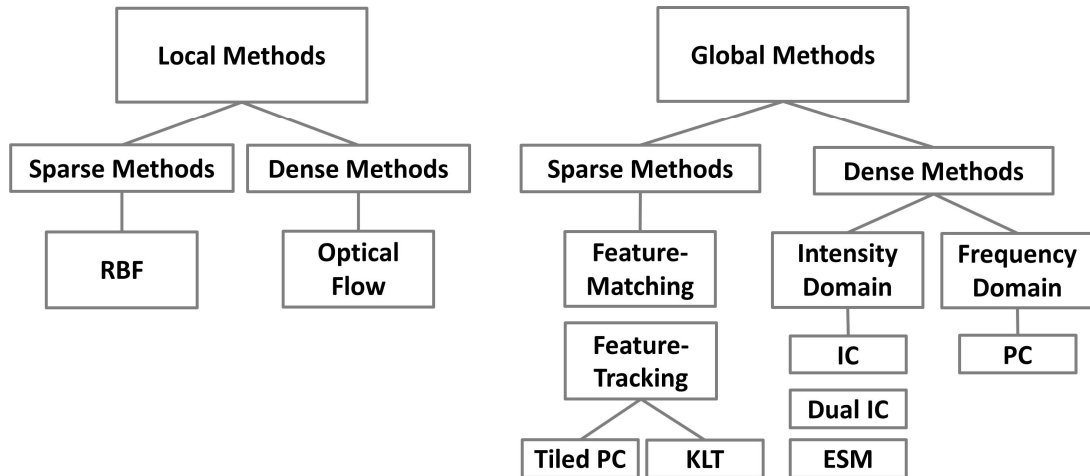 Local Methods
Global Methods
Sparse Methods
Dense Methods
Sparse Methods
Dense Methods
RBF
Optical
Flow
Feature-
Matching
Intensity
Domain
Frequency
Domain
Feature-
Tracking
IC
PC
Dual IC
Tiled PC
KLT
ESM